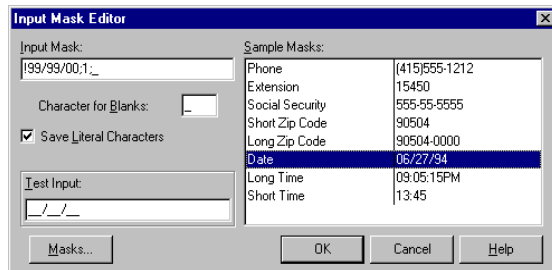 Input Mask Editor
Input Mask:
!99/99/00;1;_
Character for Blanks: _
Save Literal Characters
Test Input:
__/__/__
Masks...
Sample Masks:
Phone (415)555-1212
Extension 15450
Social Security 555-55-5555
Short Zip Code 90504
Long Zip Code 90504-0000
Date 06/27/94
Long Time 09:05:15PM
Short Time 13:45
OK Cancel Help